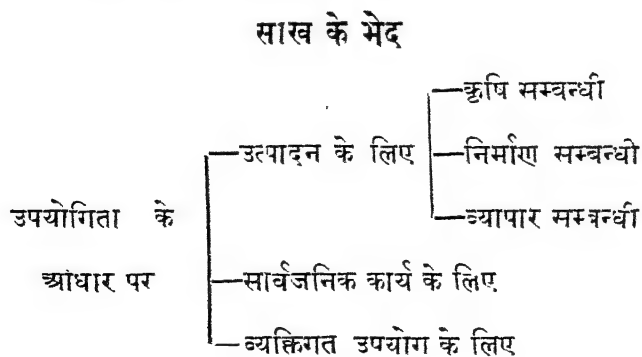 साख के भेद
कृषि सम्बन्धी
उत्पादन के लिए
निर्माण सम्बन्धी
उपयोगिता के
व्यापार सम्बन्धी
आधार पर
सार्वजनिक कार्य के लिए
व्यक्तिगत उपयोग के लिए